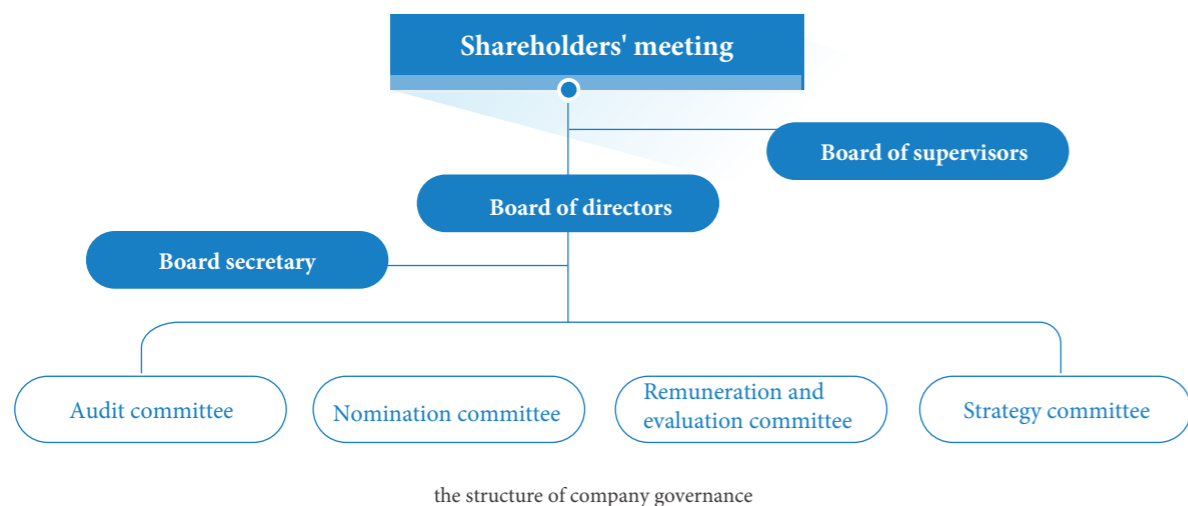 Shareholders' meeting
Board of supervisors
Board of directors
Board secretary
Audit committee
Nomination committee
Remuneration and
evaluation committee
Strategy committee
the structure of company governance